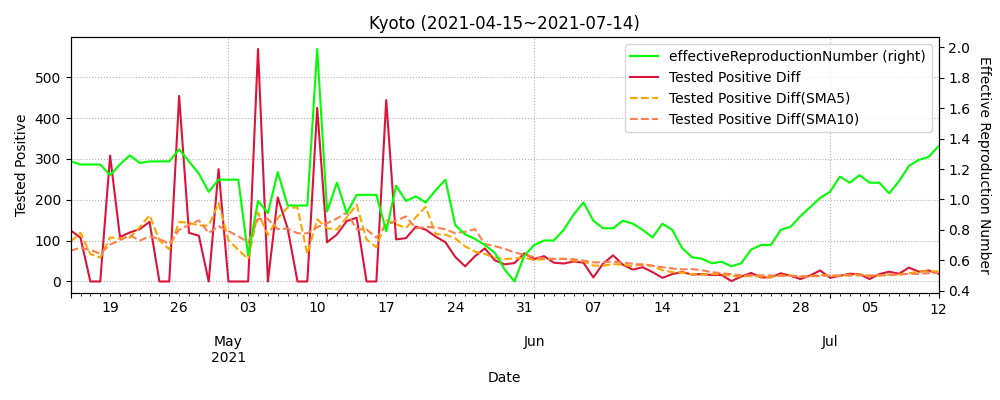 Kyoto (2021-04-15~2021-07-14)
effectiveReproductionNumber (right)
Tested Positive Diff
Tested Positive Diff(SMA5)
Tested Positive Diff(SMA10)
Tested Positive
500
400
300
200
100
0
2.0
1.8
1.6
1.4
1.2
1.0
0.8
0.6
0.4
Effective Reproduction Number
19 26 03 10 17 24 31 07 14 21 28 05 12
May Jun Jul
2021
Date